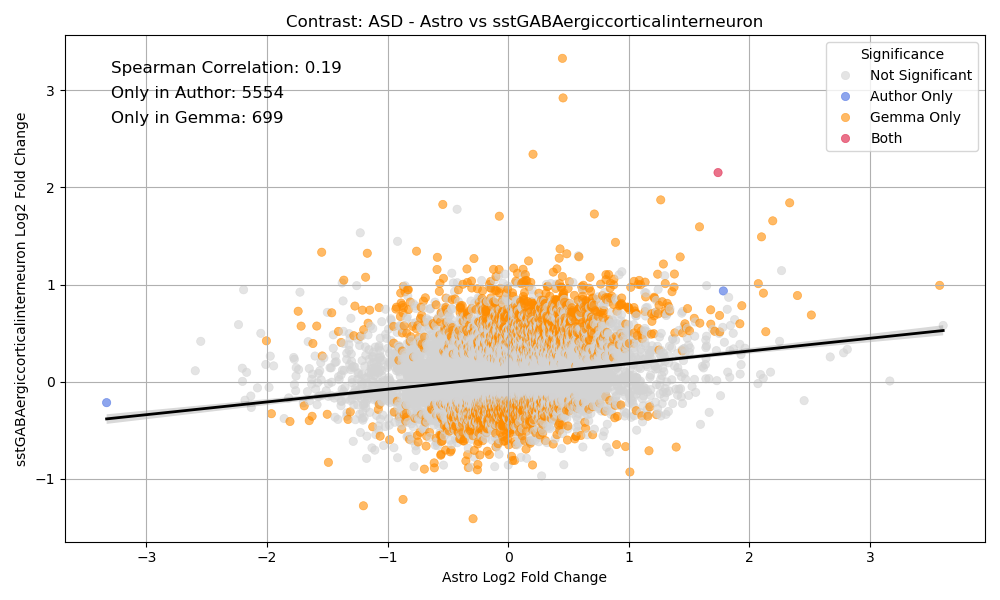 Contrast: ASD - Astro vs sstGABAergiccorticalinterneuron
Spearman Correlation: 0.19
Only in Author: 5554
Only in Gemma: 699
Significance
Not Significant
Author Only
Gemma Only
Both
sstGABAergiccorticalinterneuron Log2 Fold Change
3
2
1
0
−1
−3
−2
−1
0
1
2
3
Astro Log2 Fold Change